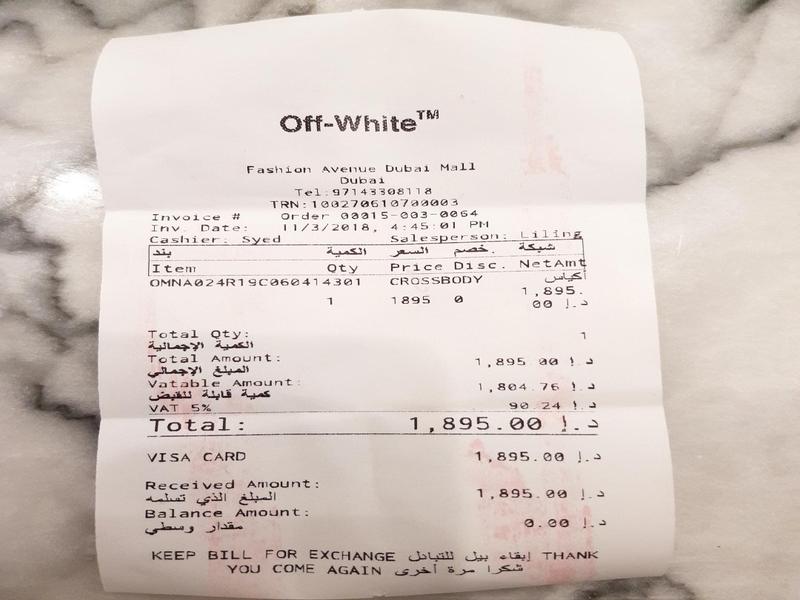 Off-White™
Fashion Avenue Dubai Mall
Dubai
Tel:97143308118
TRN:100270610700003
Invoice # Order 00015-003-0064
Inv. Date: 11/3/2018, 4:45:01 PM
Cashier: Syed Salesperson: Liling
بند الكمية السعر خصم. شبكة
Item Qty Price Disc. NetAmt
OMNA024R19C060414301 CROSSBODY أكياس
1 1895 0 1,895.
00 د.إ
Total Qty: 1
الكمية الإجمالية
Total Amount: 1,895.00 د.إ
المبلغ الإجمالي
Vatable Amount: 1,804.76 د.إ
كمية قابلة للقبض
VAT 5% 90.24 د.إ
Total: 1,895.00 د.إ
VISA CARD 1,895.00 د.إ
Received Amount: 1,895.00 د.إ
المبلغ الذي تسلمه
Balance Amount: 0.00 د.إ
مقدار وسطي
KEEP BILL FOR EXCHANGE إبقاء بيل للتبادل THANK
YOU COME AGAIN شكرا مرة أخرى